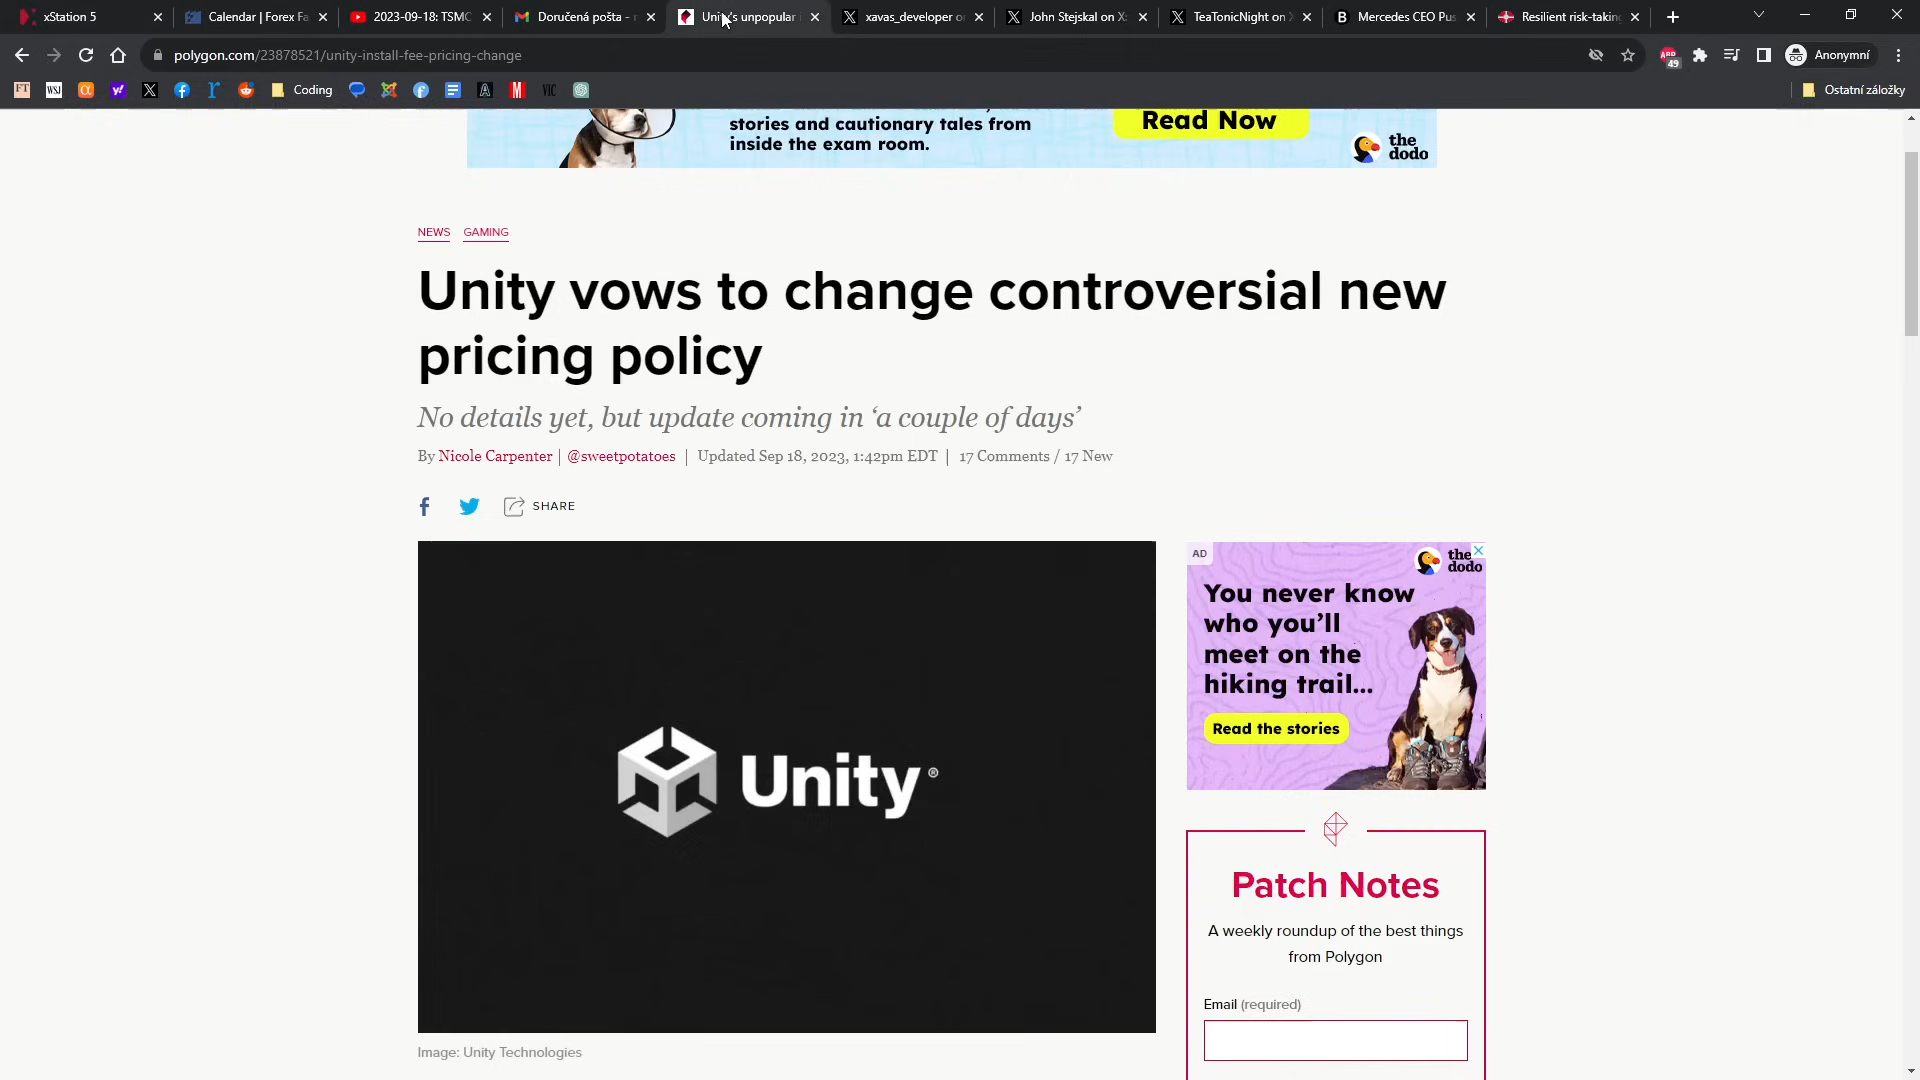 xStation 5
Calendar | Forex Fa
2023-09-18: TSMC
Doručená pošta - r
Unity's unpopular i
xavas_developer o
John Stejskal on X:
TeaTonicNight on X
Mercedes CEO Pus
Resilient risk-taking
polygon.com/23878521/unity-install-fee-pricing-change
ABP
49
Anonymní
FT
WSJ
Coding
VIC
Ostatní záložky
stories and cautionary tales from
inside the exam room.
Read Now
the
dodo
NEWS GAMING
Unity vows to change controversial new
pricing policy
No details yet, but update coming in ‘a couple of days’
By Nicole Carpenter | @sweetpotatoes | Updated Sep 18, 2023, 1:42pm EDT | 17 Comments / 17 New
SHARE
Unity®
Image: Unity Technologies
AD
the
dodo
You never know
who you’ll
meet on the
hiking trail...
Read the stories
Patch Notes
A weekly roundup of the best things
from Polygon
Email (required)